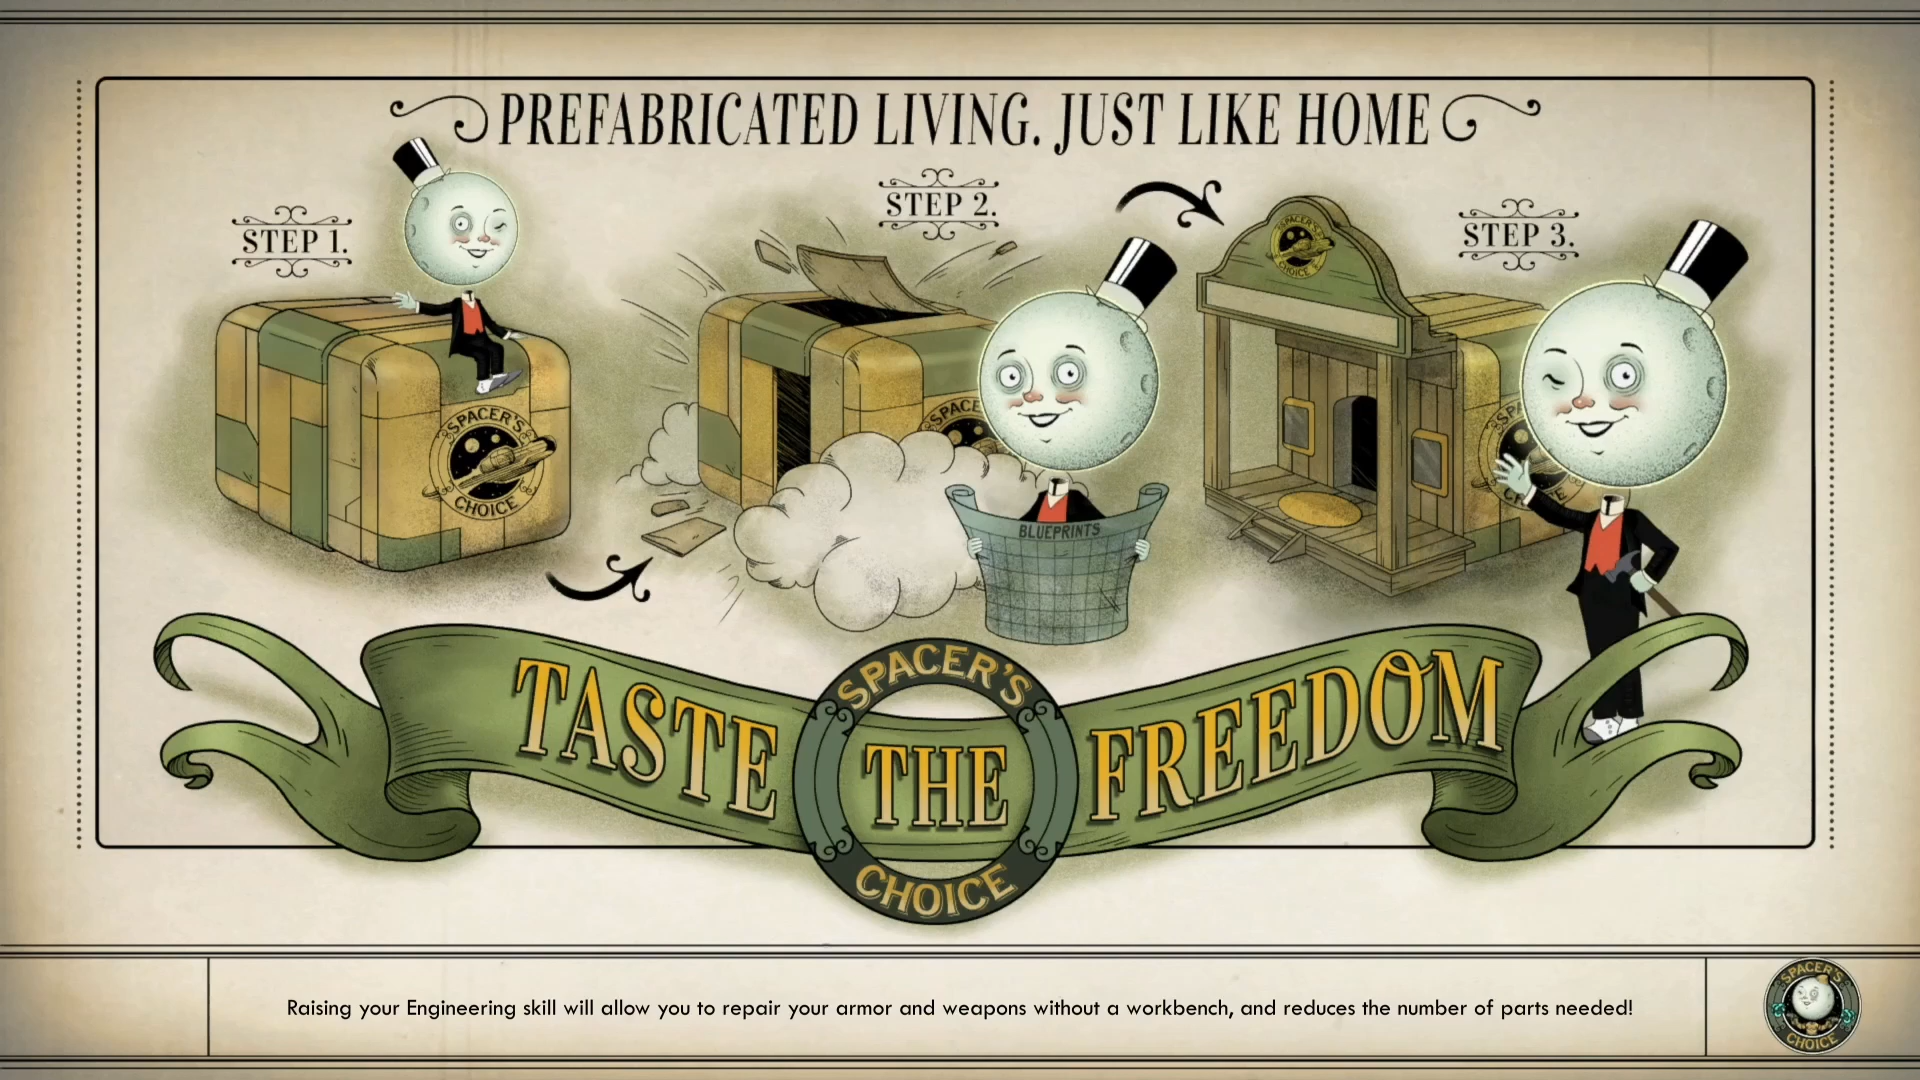 PREFABRICATED LIVING. JUST LIKE HOME
STEP 1.
STEP 2.
STEP 3.
SPACER'S
CHOICE
SPACE
SPACER'S
CHOICE
BLUEPRINTS
SPACER'S
TASTE THE FREEDOM
CHOICE
Raising your Engineering skill will allow you to repair your armor and weapons without a workbench, and reduces the number of parts needed!
SPACER'S
CHOICE